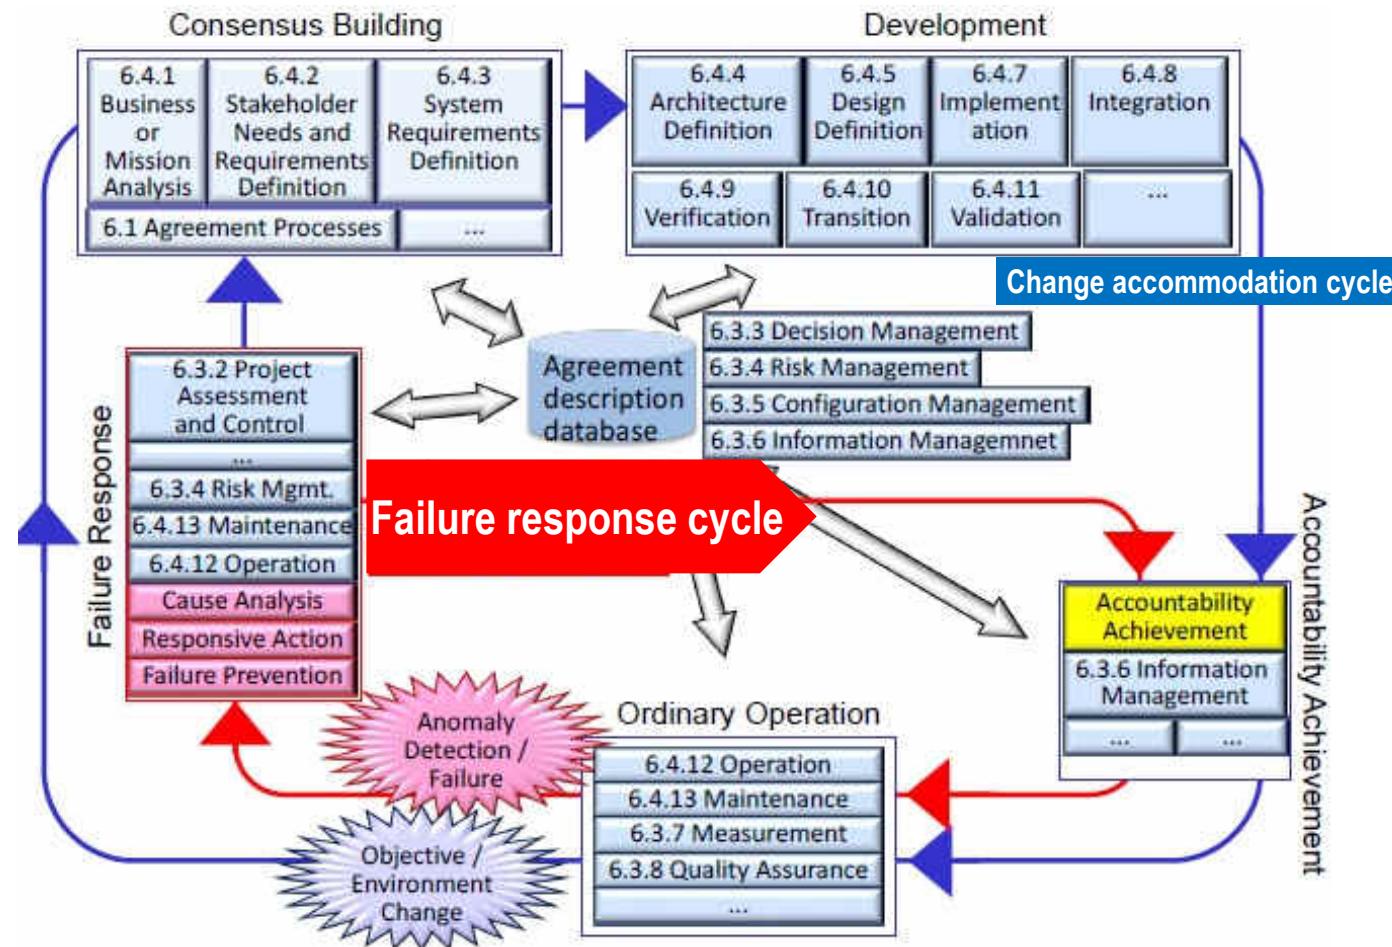 Consensus Building
6.4.1
Business
or
Mission
Analysis
6.4.2
Stakeholder
Needs and
Requirements
Definition
6.4.3
System
Requirements
Definition
6.1 Agreement Processes
...
Development
6.4.4
Architecture
Definition
6.4.5
Design
Definition
6.4.7
Implement
ation
6.4.8
Integration
6.4.9
Verification
6.4.10
Transition
6.4.11
Validation
...
Change accommodation cycle
Agreement
description
database
6.3.3 Decision Management
6.3.4 Risk Management
6.3.5 Configuration Management
6.3.6 Information Managemnet
Failure Response
6.3.2 Project
Assessment
and Control
...
6.3.4 Risk Mgmt.
6.4.13 Maintenance
6.4.12 Operation
Cause Analysis
Responsive Action
Failure Prevention
Failure response cycle
Accountability Achievement
Accountability
Achievement
6.3.6 Information
Management
...
...
Anomaly
Detection /
Failure
Objective /
Environment
Change
Ordinary Operation
6.4.12 Operation
6.4.13 Maintenance
6.3.7 Measurement
6.3.8 Quality Assurance
...